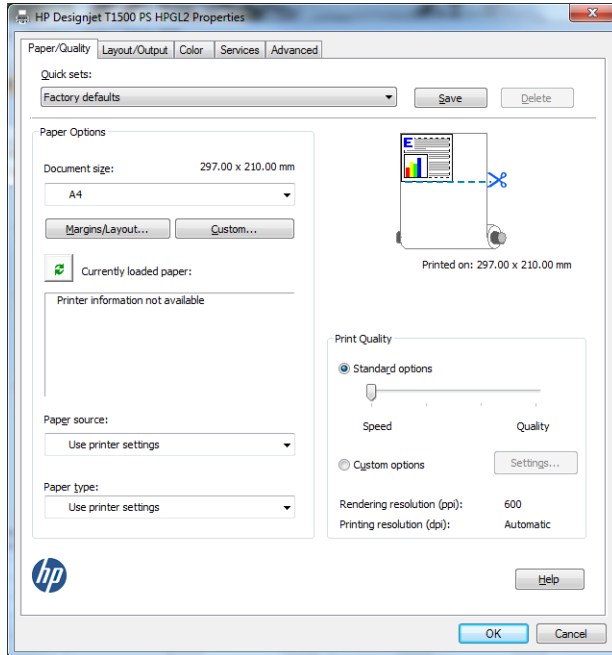 HP Designjet T1500 PS HPGL2 Properties
Paper/Quality Layout/Output Color Services Advanced
Quick sets:
Factory defaults
Save
Delete
Paper Options
Document size: 297.00 x 210.00 mm
A4
Margins/Layout...
Custom...
Currently loaded paper:
Printer information not available
Paper source:
Use printer settings
Paper type:
Use printer settings
E
Printed on: 297.00 x 210.00 mm
Print Quality
Standard options
Speed Quality
Custom options
Settings...
Rendering resolution (ppi): 600
Printing resolution (dpi): Automatic
hp
Help
OK
Cancel